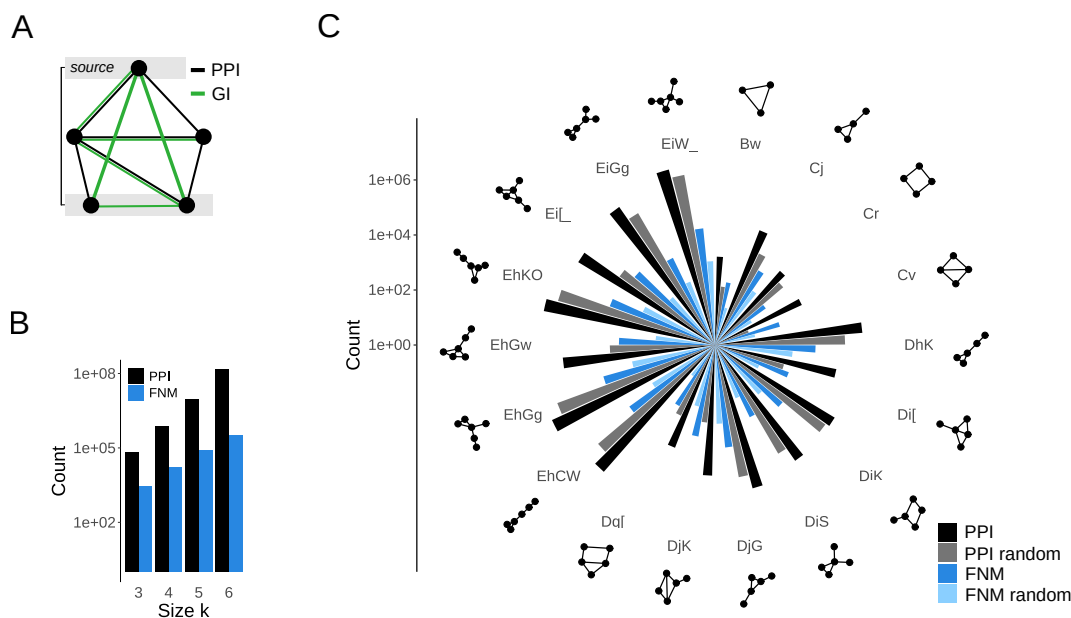 A
source
PPI
GI
B
1e+08
1e+05
1e+02
Count
PPI
FNM
3
4
5
6
Size k
C
1e+06
1e+04
1e+02
1e+00
Count
EiW_
Bw
EiGg
Cj
Ei[_
Cr
EhKO
Cv
EhGw
DhK
EhGg
Di[
EhCW
DiK
Dq[
DjK
DjG
DiS
PPI
PPI random
FNM
FNM random